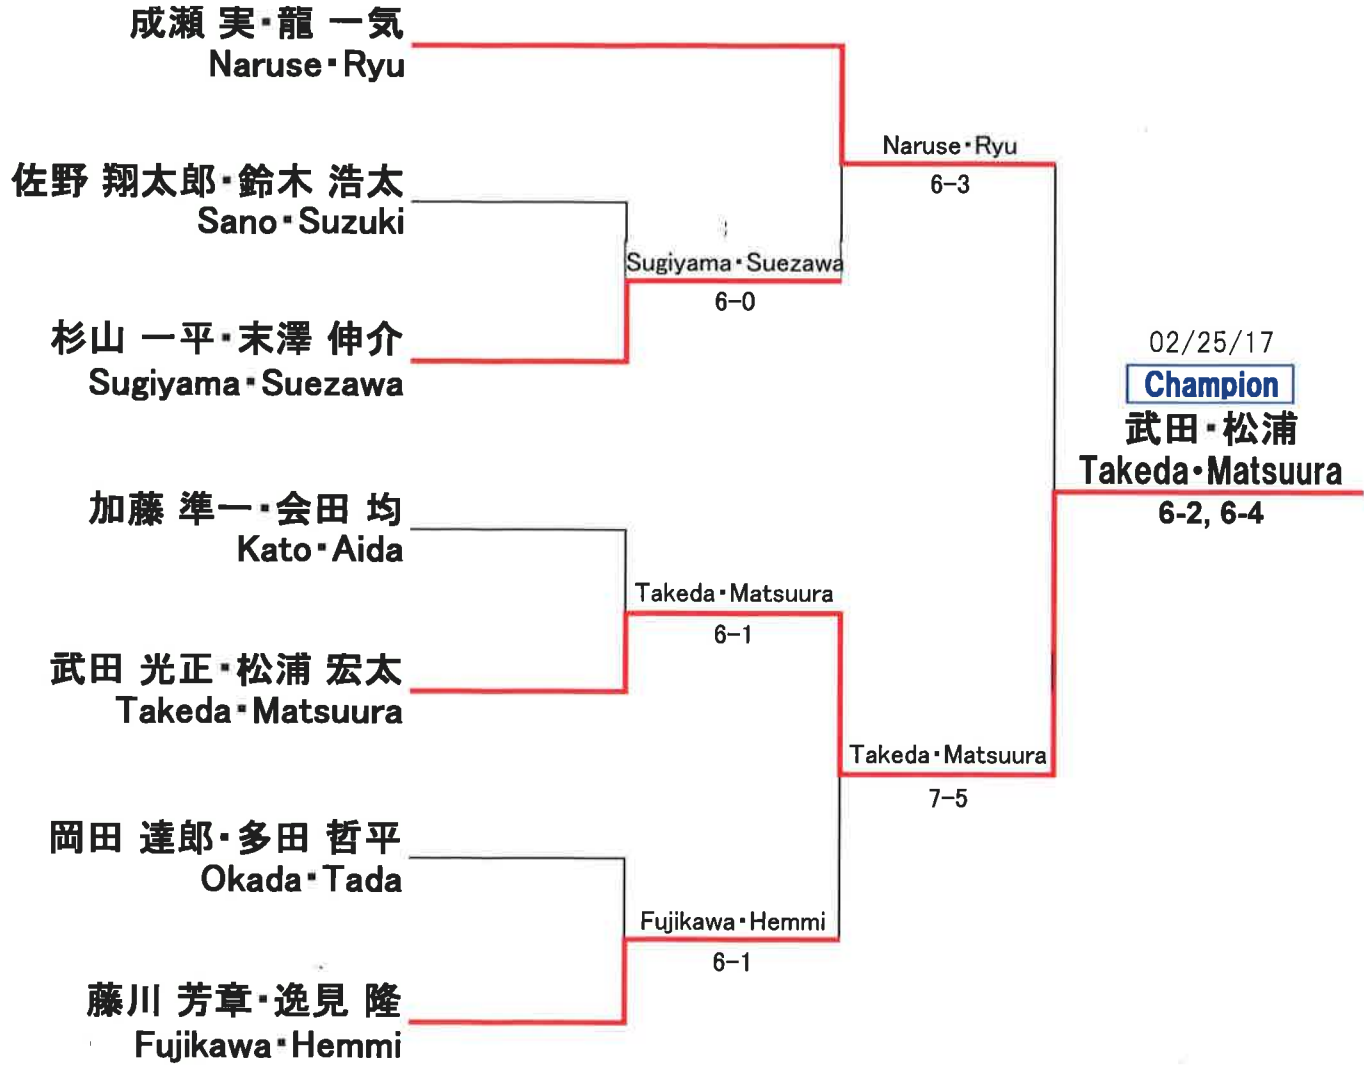 成瀬 実・龍 一気
Naruse・Ryu
Naruse・Ryu
6-3
佐野 翔太郎・鈴木 浩太
Sano・Suzuki
Sugiyama・Suezawa
6-0
杉山 一平・末澤 伸介
Sugiyama・Suezawa
02/25/17
Champion
武田・松浦
Takeda・Matsuura
6-2, 6-4
加藤 準一・会田 均
Kato・Aida
Takeda・Matsuura
6-1
武田 光正・松浦 宏太
Takeda・Matsuura
Takeda・Matsuura
7-5
岡田 達郎・多田 哲平
Okada・Tada
Fujikawa・Hemmi
6-1
藤川 芳章・逸見 隆
Fujikawa・Hemmi